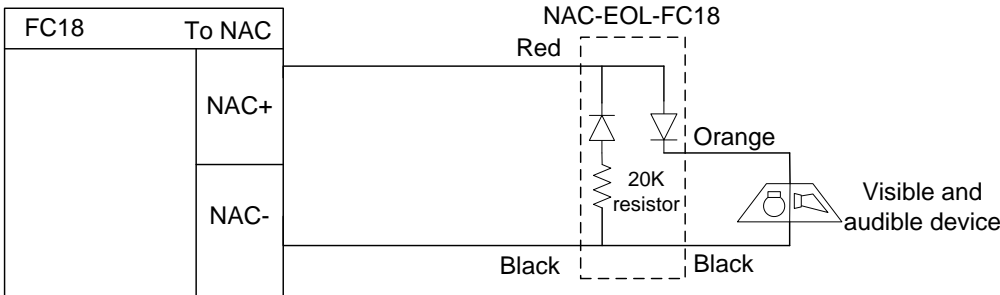 NAC-EOL-FC18
FC18
To NAC
Red
NAC+
Orange
20K
resistor
Visible and
audible device
NAC-
Black
Black